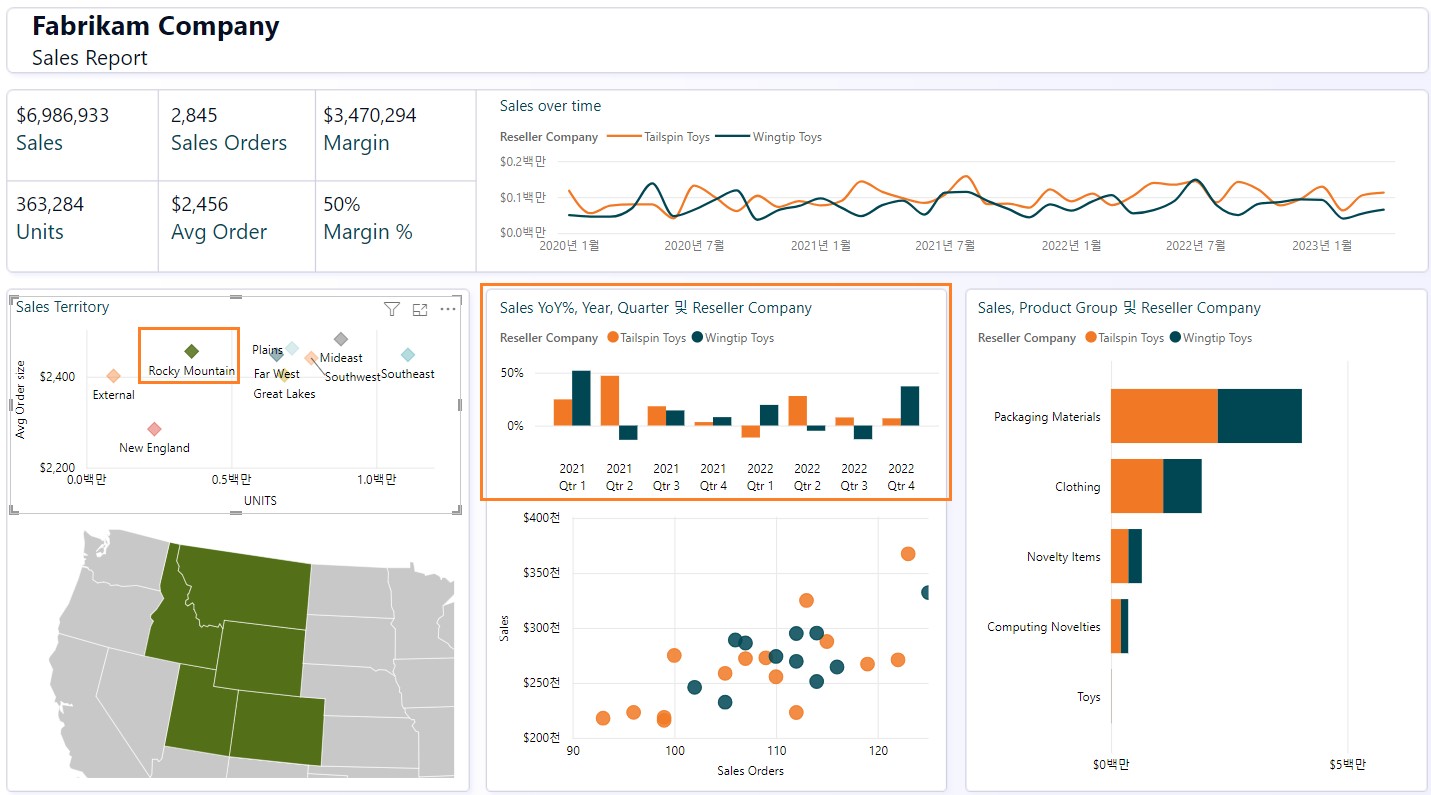 Fabrikam Company
Sales Report
$6,986,933
Sales
2,845
Sales Orders
$3,470,294
Margin
363,284
Units
$2,456
Avg Order
50%
Margin %
Sales over time
Reseller Company Tailspin Toys Wingtip Toys
$0.2백만
$0.1백만
$0.0백만
2020년 1월 2020년 7월 2021년 1월 2021년 7월 2022년 1월 2022년 7월 2023년 1월
Sales Territory
Avg Order size
$2,400
$2,200
Plains
Mideast
Rocky Mountain
Far West
Southwest
Southeast
External
Great Lakes
New England
0.0백만 0.5백만 1.0백만
UNITS
Sales YoY%, Year, Quarter 및 Reseller Company
Reseller Company Tailspin Toys Wingtip Toys
50%
0%
2021 2021 2021 2021 2022 2022 2022 2022
Qtr 1 Qtr 2 Qtr 3 Qtr 4 Qtr 1 Qtr 2 Qtr 3 Qtr 4
$400천
$350천
$300천
$250천
$200천
Sales
90 100 110 120
Sales Orders
Sales, Product Group 및 Reseller Company
Reseller Company Tailspin Toys Wingtip Toys
Packaging Materials
Clothing
Novelty Items
Computing Novelties
Toys
$0백만 $5백만